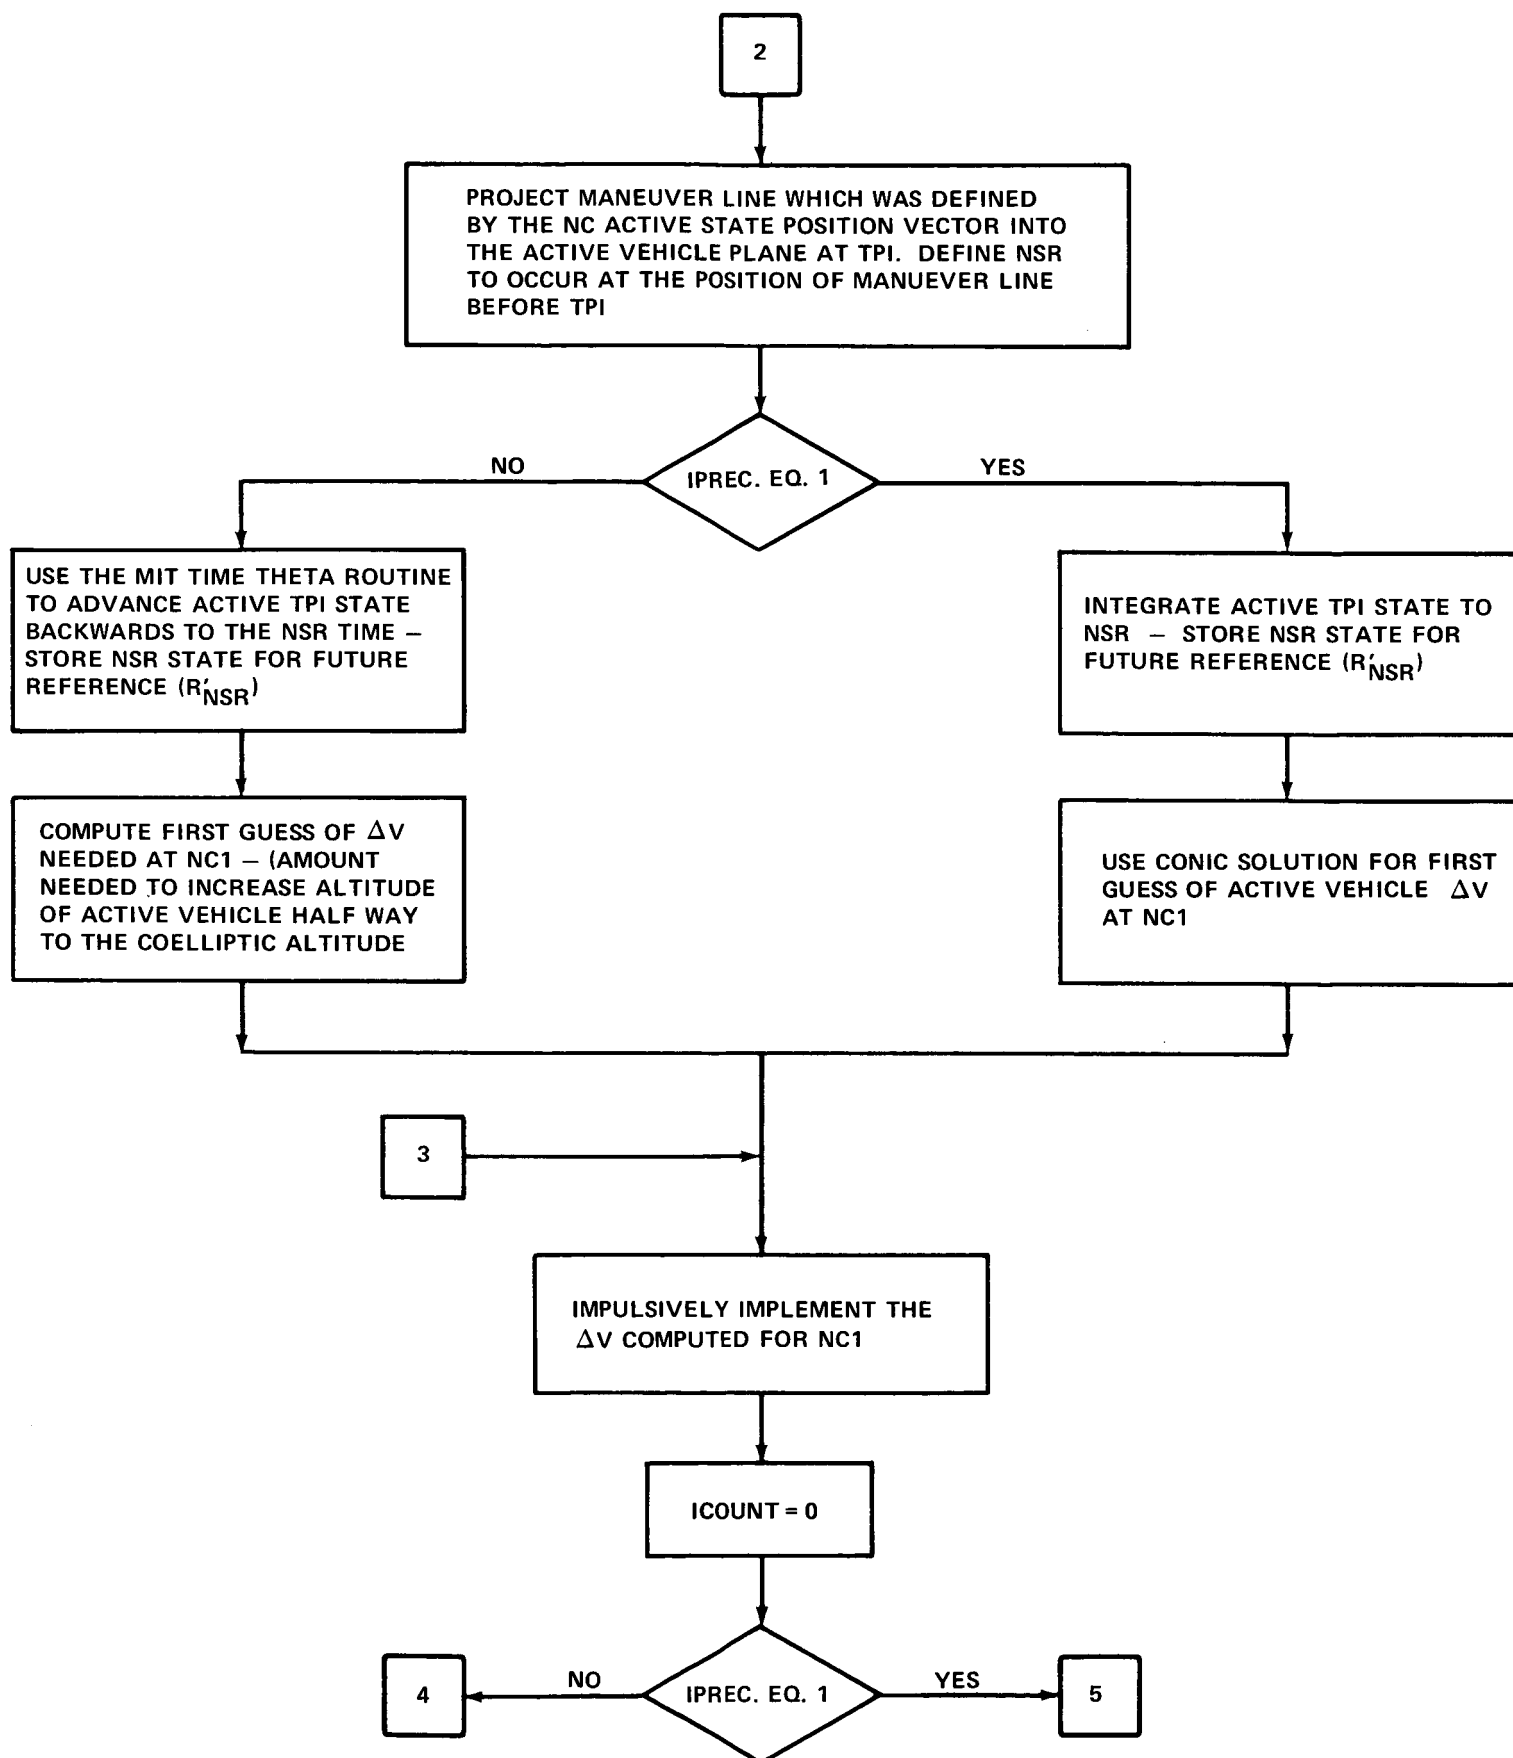 2
PROJECT MANEUVER LINE WHICH WAS DEFINED
BY THE NC ACTIVE STATE POSITION VECTOR INTO
THE ACTIVE VEHICLE PLANE AT TPI. DEFINE NSR
TO OCCUR AT THE POSITION OF MANUEVER LINE
BEFORE TPI
IPREC. EQ. 1
NO
YES
USE THE MIT TIME THETA ROUTINE
TO ADVANCE ACTIVE TPI STATE
BACKWARDS TO THE NSR TIME –
STORE NSR STATE FOR FUTURE
REFERENCE (R′NSR)
INTEGRATE ACTIVE TPI STATE TO
NSR – STORE NSR STATE FOR
FUTURE REFERENCE (R′NSR)
COMPUTE FIRST GUESS OF ΔV
NEEDED AT NC1 – (AMOUNT
NEEDED TO INCREASE ALTITUDE
OF ACTIVE VEHICLE HALF WAY
TO THE COELLIPTIC ALTITUDE
USE CONIC SOLUTION FOR FIRST
GUESS OF ACTIVE VEHICLE ΔV
AT NC1
3
IMPULSIVELY IMPLEMENT THE
ΔV COMPUTED FOR NC1
ICOUNT = 0
IPREC. EQ. 1
NO
YES
4
5